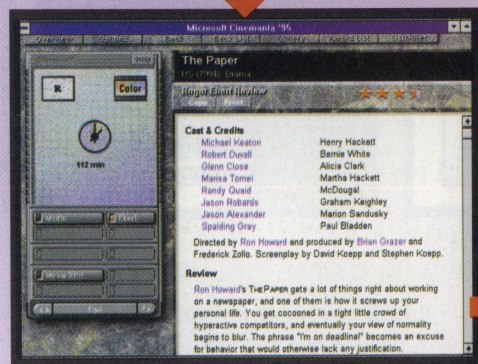 Microsoft Cinemania '95
The Paper
US (1994): Drama
Roger Ebert Review
Copy Print
R
Color
112 min
Ebert
Cast & Credits
Michael Keaton Henry Hackett
Robert Duvall Bernie White
Glenn Close Alicia Clark
Marisa Tomei Martha Hackett
Randy Quaid McDougal
Jason Robards Graham Keighley
Jason Alexander Marion Sandusky
Spalding Gray Paul Bladden
Directed by Ron Howard and produced by Brian Grazer and
Frederick Zollo. Screenplay by David Koepp and Stephen Koepp.
Review
Ron Howard's THE PAPER gets a lot of things right about working
on a newspaper, and one of them is how it screws up your
personal life. You get cocooned in a tight little crowd of
hyperactive competitors, and eventually your view of normality
begins to blur. The phrase "I'm on deadline!" becomes an excuse
for behavior that would otherwise lack any justification.